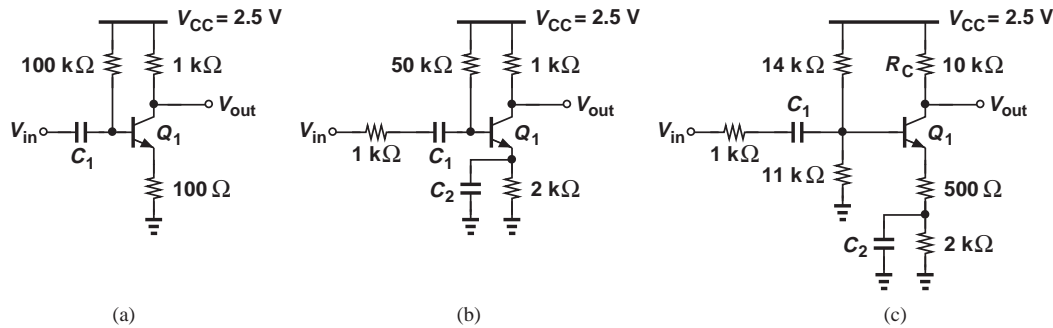 V_CC = 2.5 V
100 kΩ
1 kΩ
V_out
V_in
C_1
Q_1
100 Ω
(a)
V_CC = 2.5 V
50 kΩ
1 kΩ
V_out
V_in
1 kΩ
C_1
Q_1
C_2
2 kΩ
(b)
V_CC = 2.5 V
14 kΩ
R_C
10 kΩ
V_out
C_1
V_in
1 kΩ
Q_1
11 kΩ
500 Ω
C_2
2 kΩ
(c)